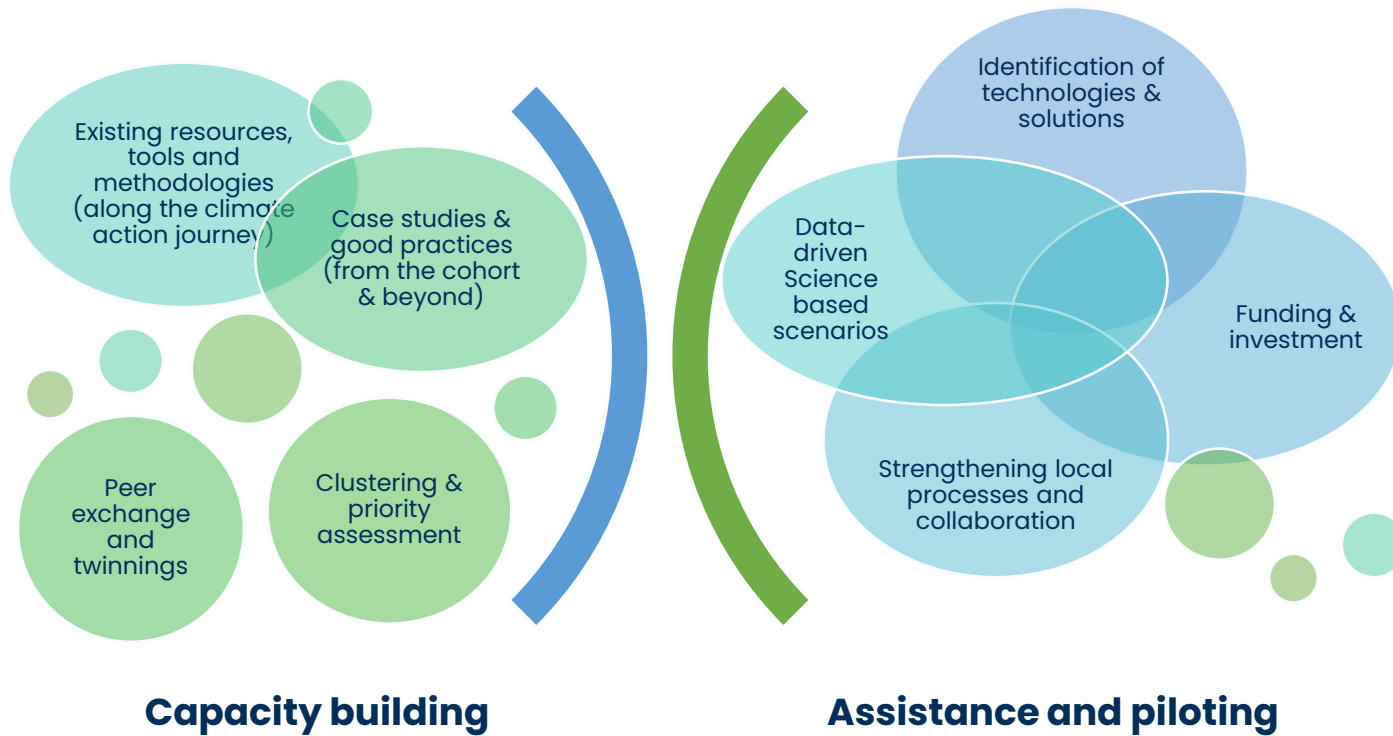 Existing resources,
tools and
methodologies
(along the climate
action journey)
Case studies &
good practices
(from the cohort
& beyond)
Peer
exchange
and
twinnings
Clustering &
priority
assessment
Capacity building
Identification of
technologies &
solutions
Data-
driven
Science
based
scenarios
Funding &
investment
Strengthening local
processes and
collaboration
Assistance and piloting